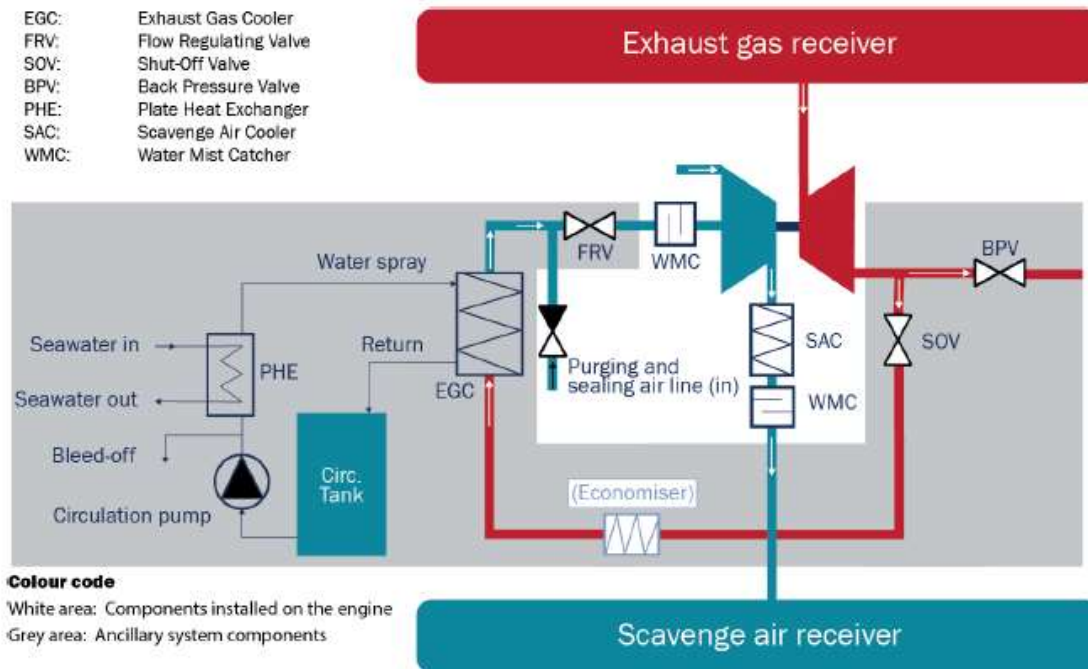 EGC: Exhaust Gas Cooler
FRV: Flow Regulating Valve
SOV: Shut-Off Valve
BPV: Back Pressure Valve
PHE: Plate Heat Exchanger
SAC: Scavenge Air Cooler
WMC: Water Mist Catcher
Exhaust gas receiver
FRV
WMC
BPV
Water spray
Seawater in
Return
PHE
Seawater out
EGC
Purging and
sealing air line (in)
SAC
SOV
WMC
Bleed-off
Circ.
Tank
(Economiser)
Circulation pump
Colour code
White area: Components installed on the engine
Grey area: Ancillary system components
Scavenge air receiver